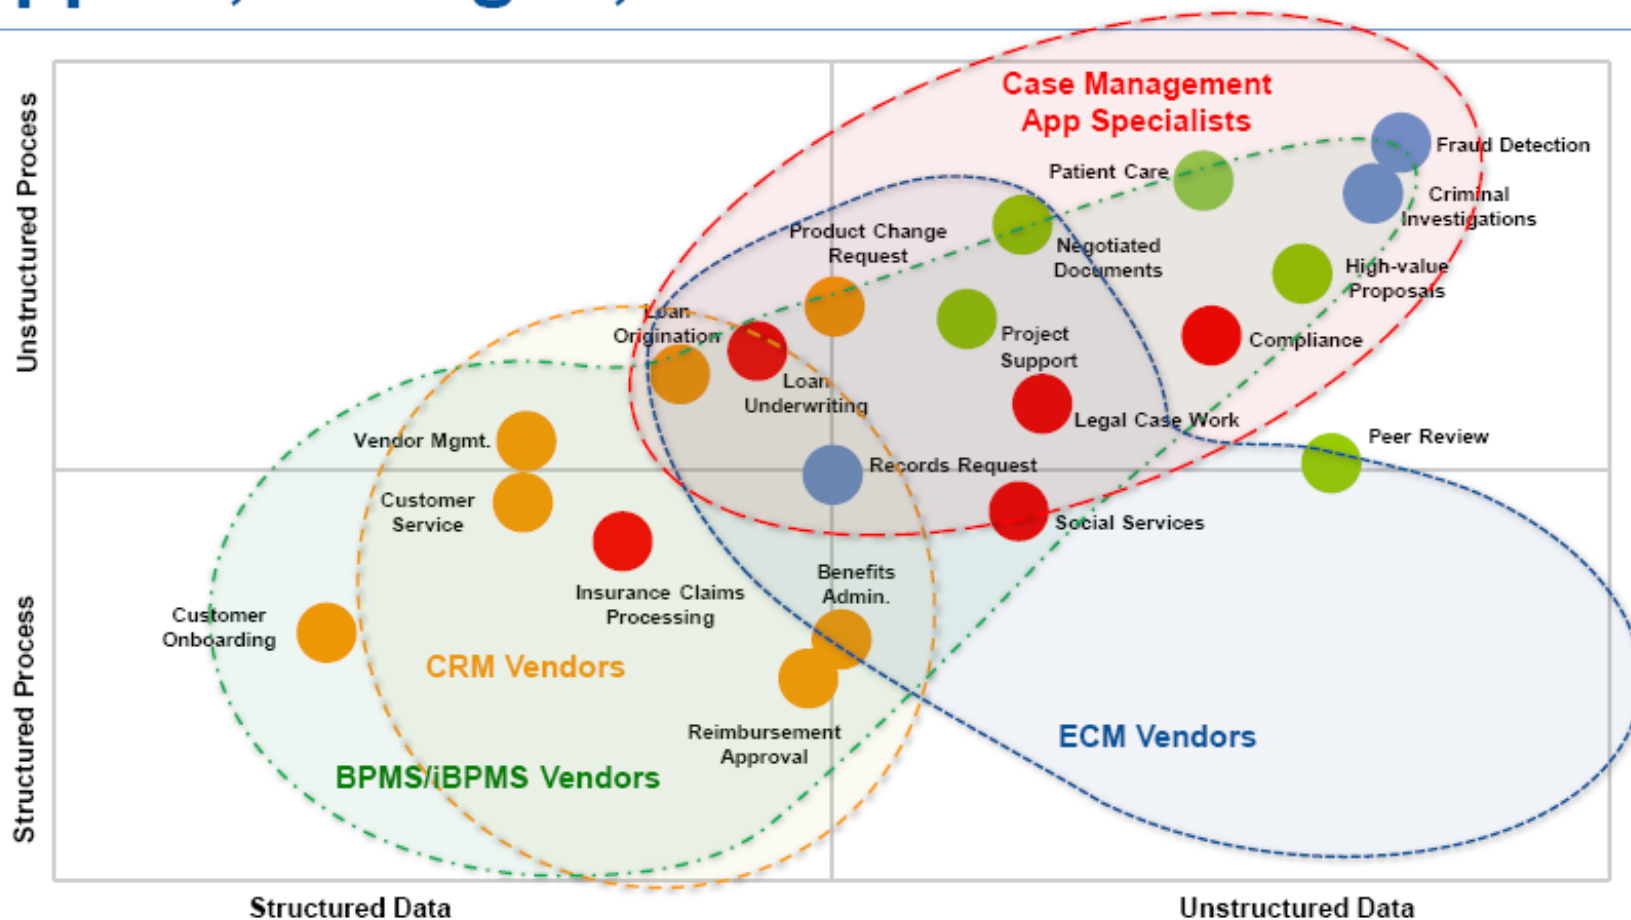 Case Management
App Specialists
Fraud Detection
Patient Care
Criminal
Investigations
Product Change
Request
Negotiated
Documents
High-value
Proposals
Loan
Origination
Project
Support
Compliance
Loan
Underwriting
Legal Case Work
Vendor Mgmt.
Peer Review
Records Request
Customer
Service
Social Services
Insurance Claims
Processing
Benefits
Admin.
Customer
Onboarding
CRM Vendors
Reimbursement
Approval
ECM Vendors
BPMS/iBPMS Vendors
Unstructured Process
Structured Process
Structured Data
Unstructured Data